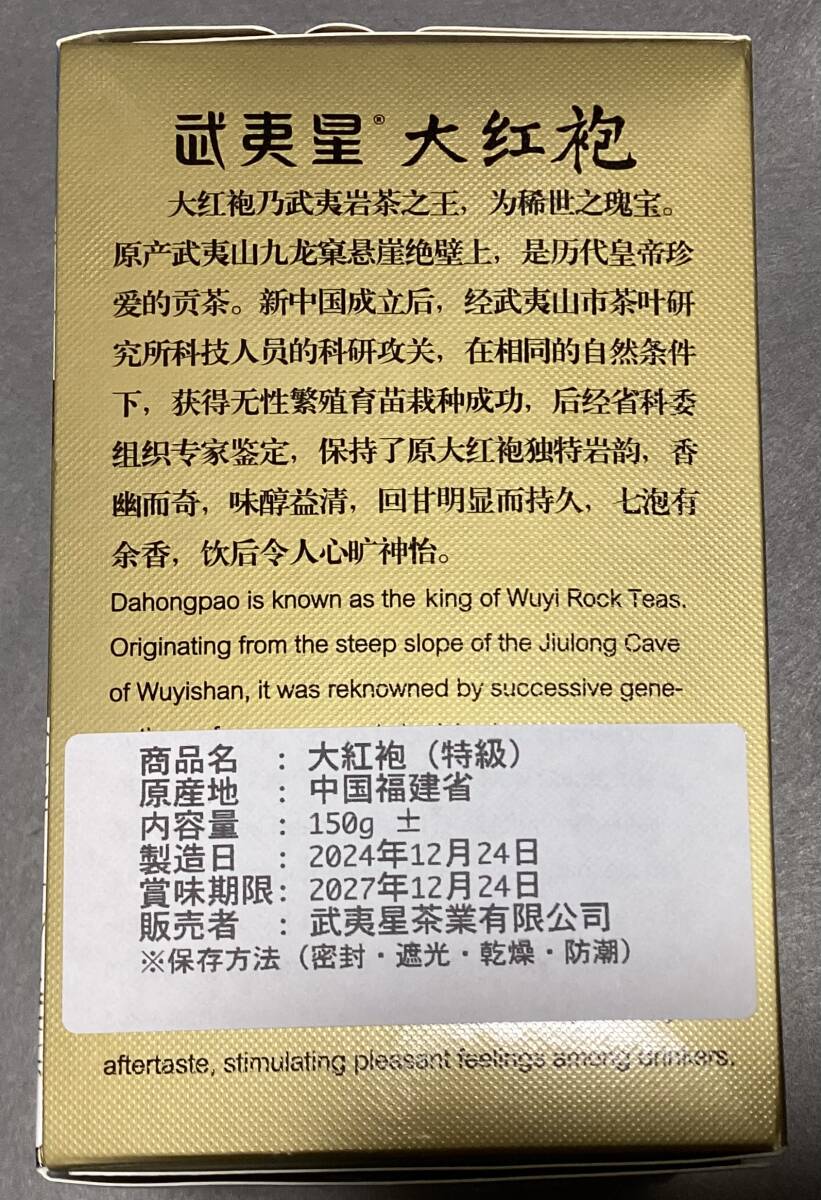 武夷星® 大红袍
大红袍乃武夷岩茶之王，为稀世之瑰宝。
原产武夷山九龙窠悬崖绝壁上，是历代皇帝珍
爱的贡茶。新中国成立后，经武夷山市茶叶研
究所科技人员的科研攻关，在相同的自然条件
下，获得无性繁殖育苗栽种成功，后经省科委
组织专家鉴定，保持了原大红袍独特岩韵，香
幽而奇，味醇益清，回甘明显而持久，七泡有
余香，饮后令人心旷神怡。
Dahongpao is known as the king of Wuyi Rock Teas.
Originating from the steep slope of the Jiulong Cave
of Wuyishan, it was reknowned by successive gene-
商品名 : 大紅袍（特級）
原産地 : 中国福建省
内容量 : 150g ±
製造日 : 2024年12月24日
賞味期限: 2027年12月24日
販売者 : 武夷星茶業有限公司
※保存方法（密封・遮光・乾燥・防潮）
aftertaste, stimulating pleasant feelings among drinkers.